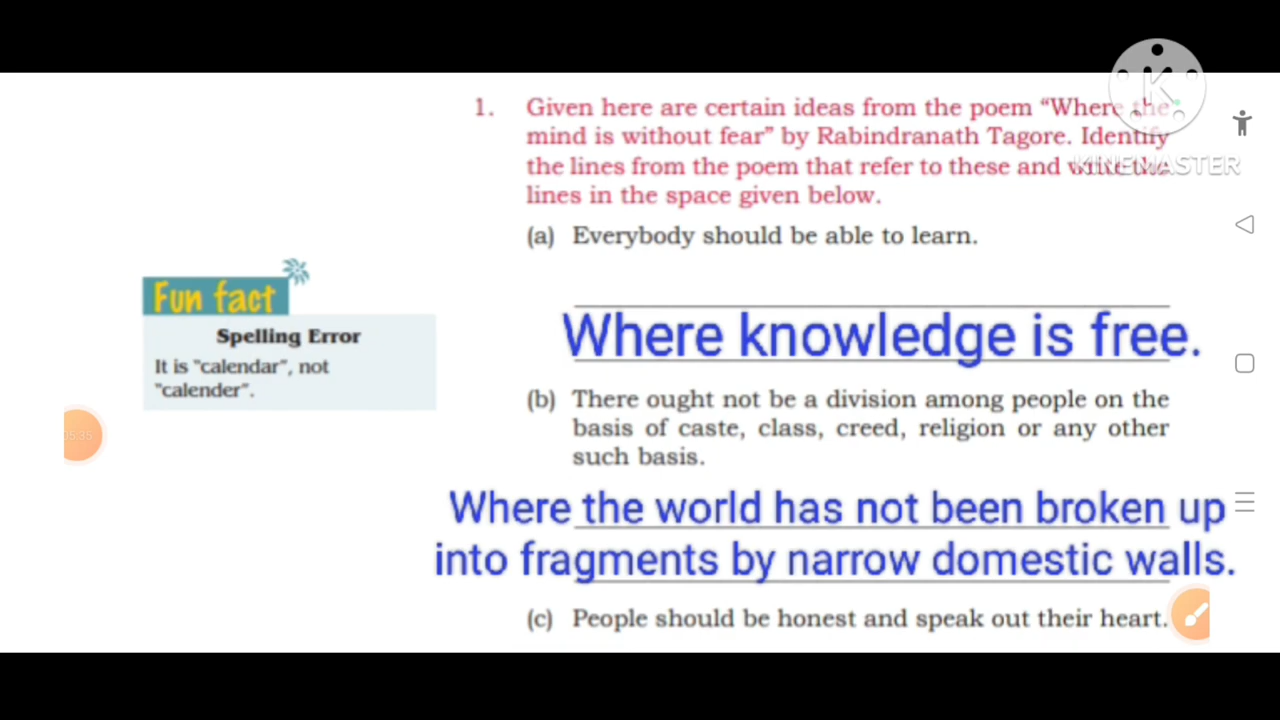 1. Given here are certain ideas from the poem “Where the
mind is without fear” by Rabindranath Tagore. Identify
the lines from the poem that refer to these and write the
lines in the space given below.
KINEMASTER
(a) Everybody should be able to learn.
Where knowledge is free.
Fun fact
Spelling Error
It is "calendar", not
"calender".
(b) There ought not be a division among people on the
basis of caste, class, creed, religion or any other
such basis.
05:35
Where the world has not been broken up
into fragments by narrow domestic walls.
(c) People should be honest and speak out their heart.